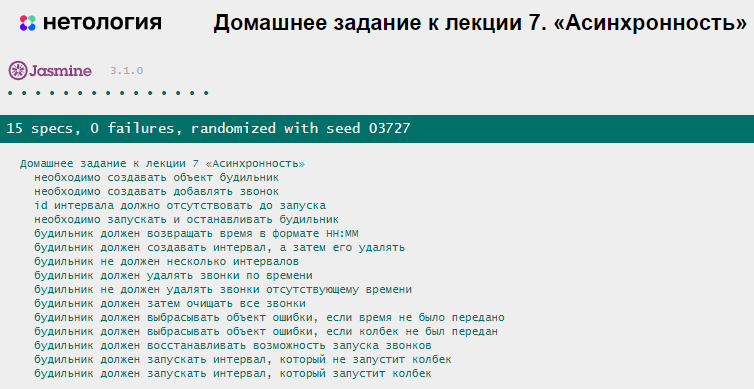 нетология Домашнее задание к лекции 7. «Асинхронность»
Jasmine 3.1.0
• • • • • • • • • • • • • • •
15 specs, 0 failures, randomized with seed 03727
Домашнее задание к лекции 7 «Асинхронность»
необходимо создавать объект будильник
необходимо создавать добавлять звонок
id интервала должно отсутствовать до запуска
необходимо запускать и останавливать будильник
будильник должен возвращать время в формате HH:MM
будильник должен создавать интервал, а затем его удалять
будильник не должен несколько интервалов
будильник должен удалять звонки по времени
будильник не должен удалять звонки отсутствующему времени
будильник должен затем очищать все звонки
будильник должен выбрасывать объект ошибки, если время не было передано
будильник должен выбрасывать объект ошибки, если колбек не был передан
будильник должен восстанавливать возможность запуска звонков
будильник должен запускать интервал, который не запустит колбек
будильник должен запускать интервал, который запустит колбек